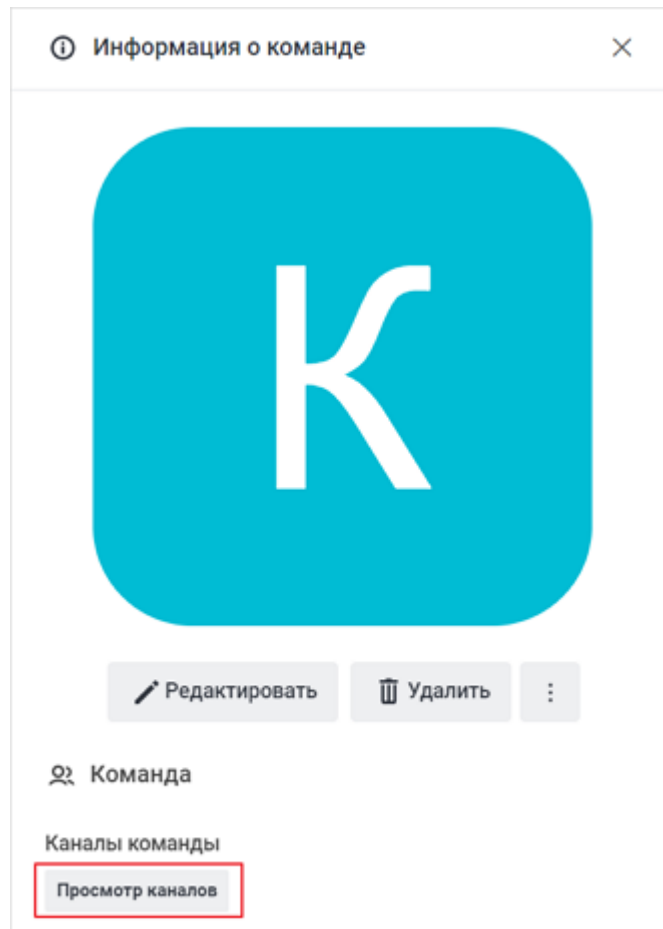 Информация о команде
К
Редактировать Удалить
Команда
Каналы команды
Просмотр каналов